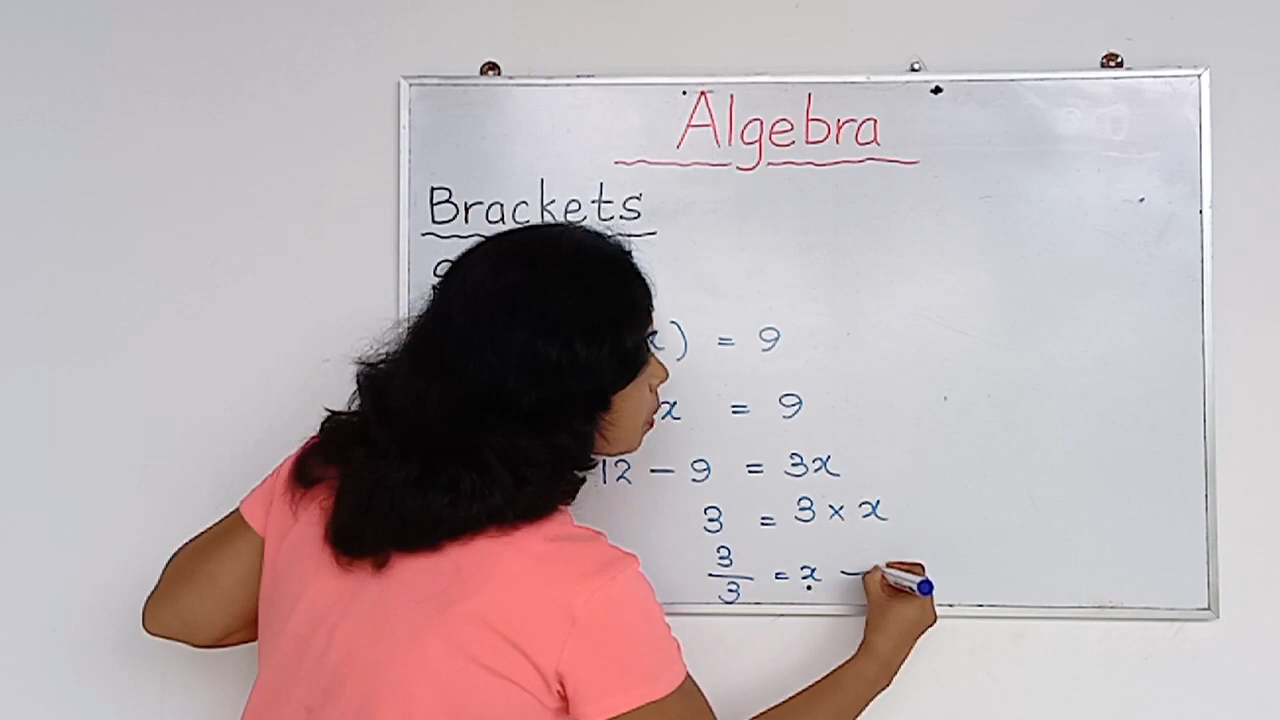 Algebra
Brackets
x) = 9
x = 9
12 - 9 = 3x
3 = 3 × x
3/3 = x